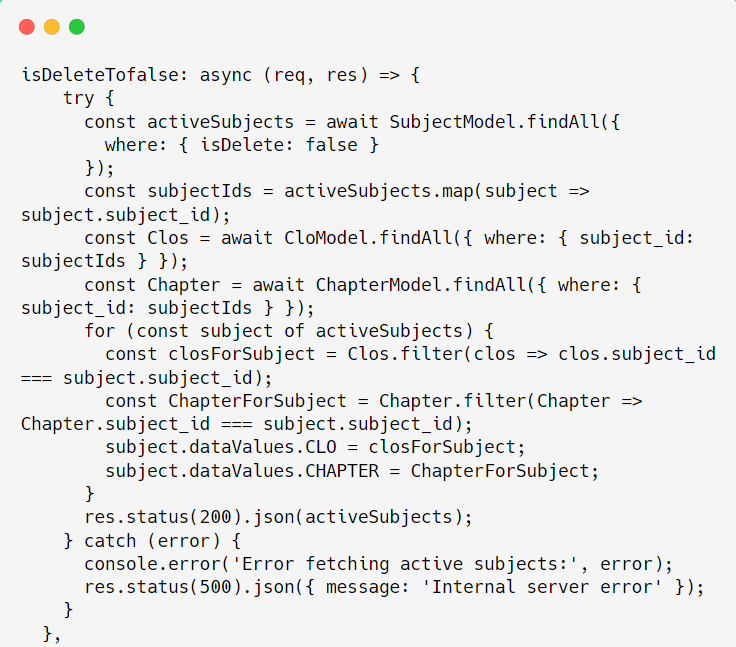 isDeleteTofalse: async (req, res) => {
    try {
      const activeSubjects = await SubjectModel.findAll({
        where: { isDelete: false }
      });
      const subjectIds = activeSubjects.map(subject =>
subject.subject_id);
      const Clos = await CloModel.findAll({ where: { subject_id:
subjectIds } });
      const Chapter = await ChapterModel.findAll({ where: {
subject_id: subjectIds } });
      for (const subject of activeSubjects) {
        const closForSubject = Clos.filter(clos => clos.subject_id
=== subject.subject_id);
        const ChapterForSubject = Chapter.filter(Chapter =>
Chapter.subject_id === subject.subject_id);
        subject.dataValues.CLO = closForSubject;
        subject.dataValues.CHAPTER = ChapterForSubject;
      }
      res.status(200).json(activeSubjects);
    } catch (error) {
      console.error('Error fetching active subjects:', error);
      res.status(500).json({ message: 'Internal server error' });
    }
  },